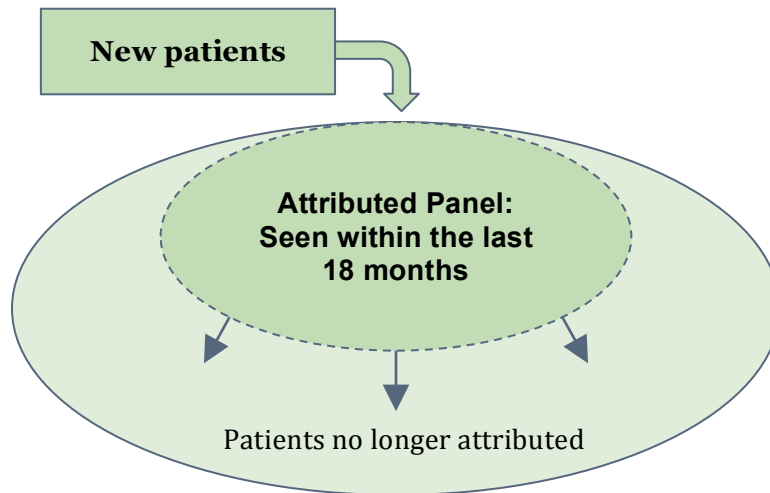 New patients
Attributed Panel:
Seen within the last
18 months
Patients no longer attributed